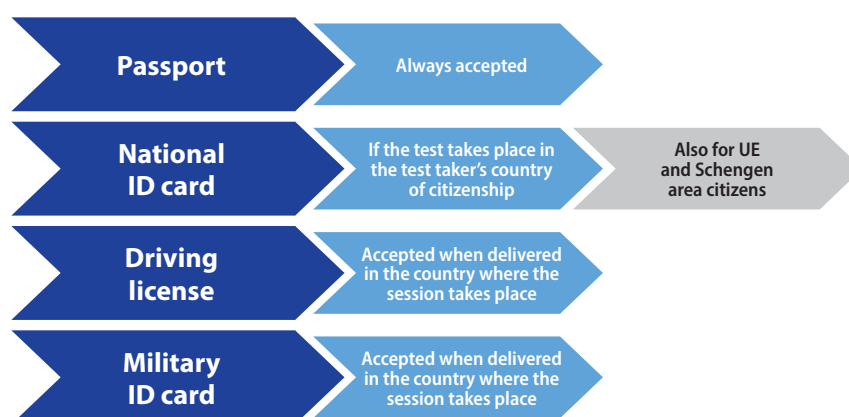 Passport
Always accepted
National
ID card
If the test takes place in
the test taker's country
of citizenship
Also for UE
and Schengen
area citizens
Driving
license
Accepted when delivered
in the country where the
session takes place
Military
ID card
Accepted when delivered
in the country where the
session takes place